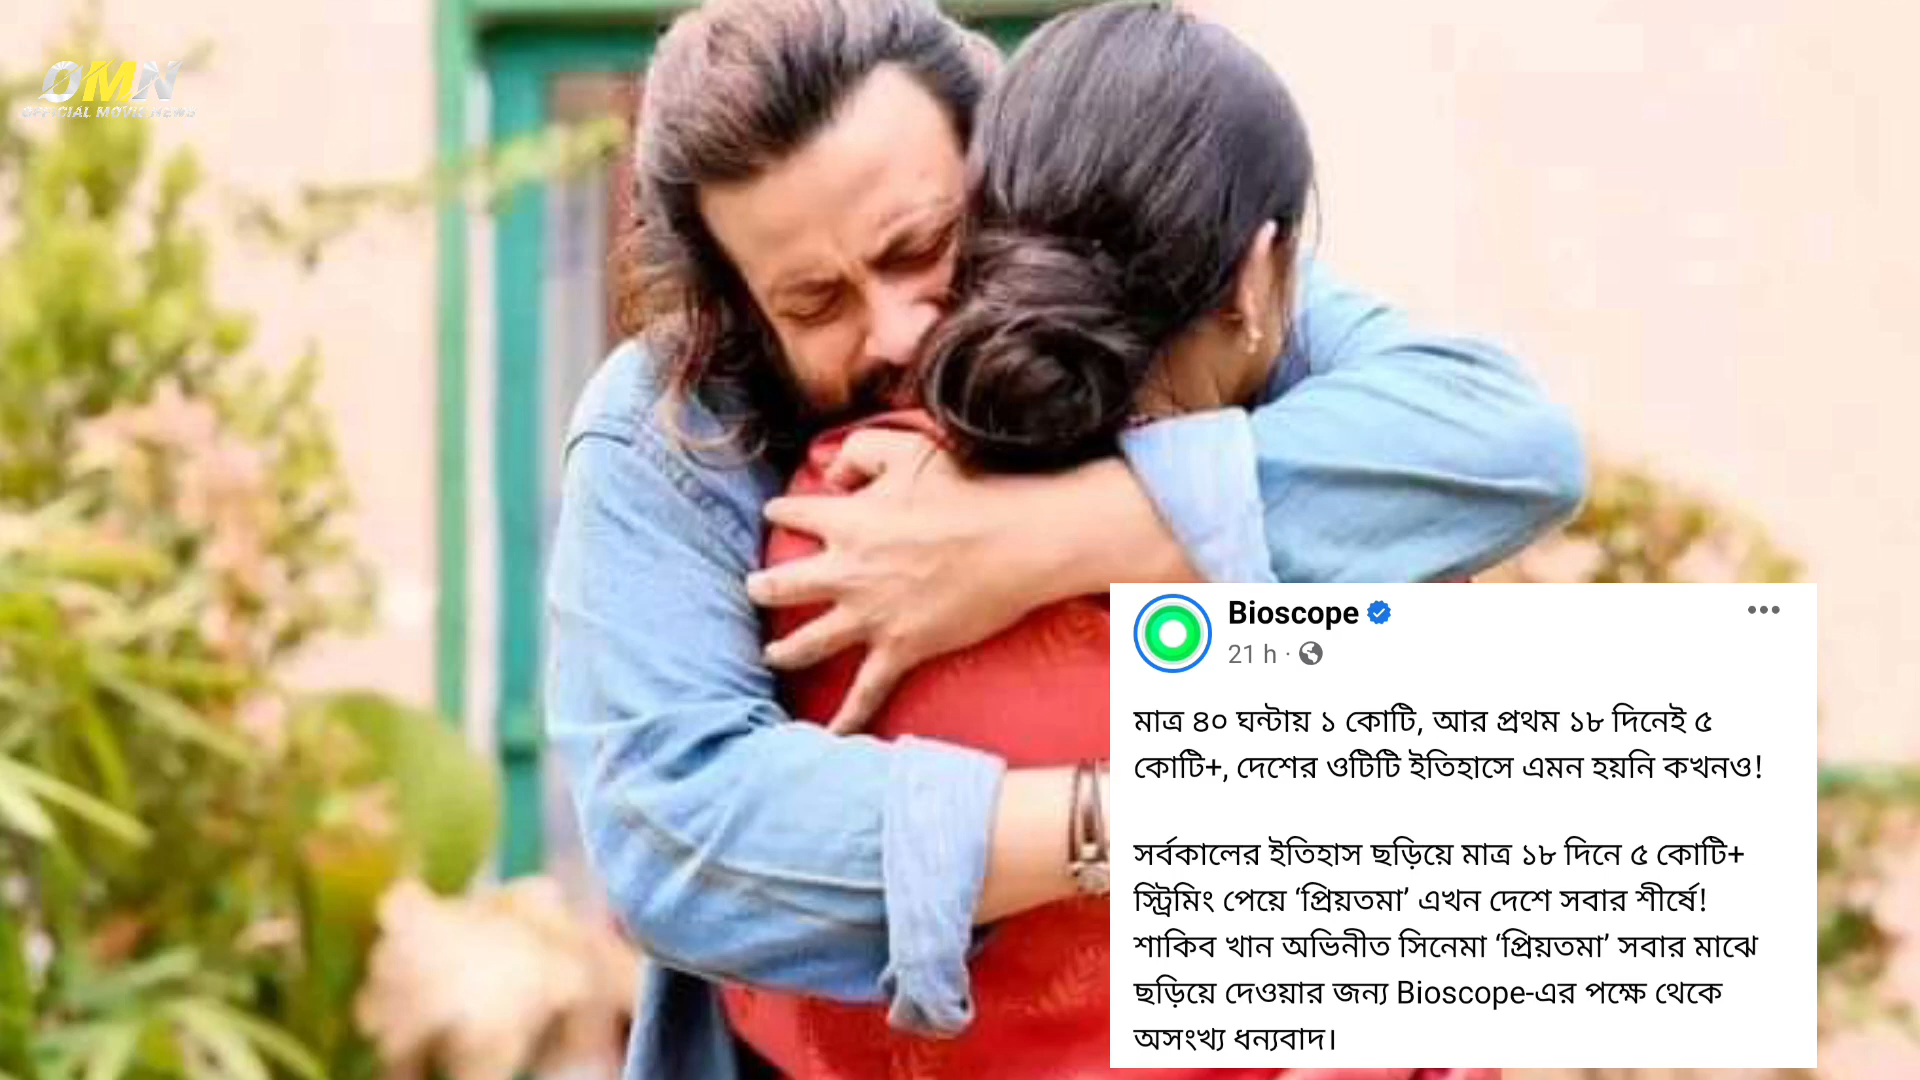 OMN
OFFICIAL MOVIE NEWS
Bioscope
21 h ·
মাত্র ৪০ ঘন্টায় ১ কোটি, আর প্রথম ১৮ দিনেই ৫
কোটি+, দেশের ওটিটি ইতিহাসে এমন হয়নি কখনও!
সর্বকালের ইতিহাস ছড়িয়ে মাত্র ১৮ দিনে ৫ কোটি+
স্ট্রিমিং পেয়ে ‘প্রিয়তমা’ এখন দেশে সবার শীর্ষে!
শাকিব খান অভিনীত সিনেমা ‘প্রিয়তমা’ সবার মাঝে
ছড়িয়ে দেওয়ার জন্য Bioscope-এর পক্ষে থেকে
অসংখ্য ধন্যবাদ।